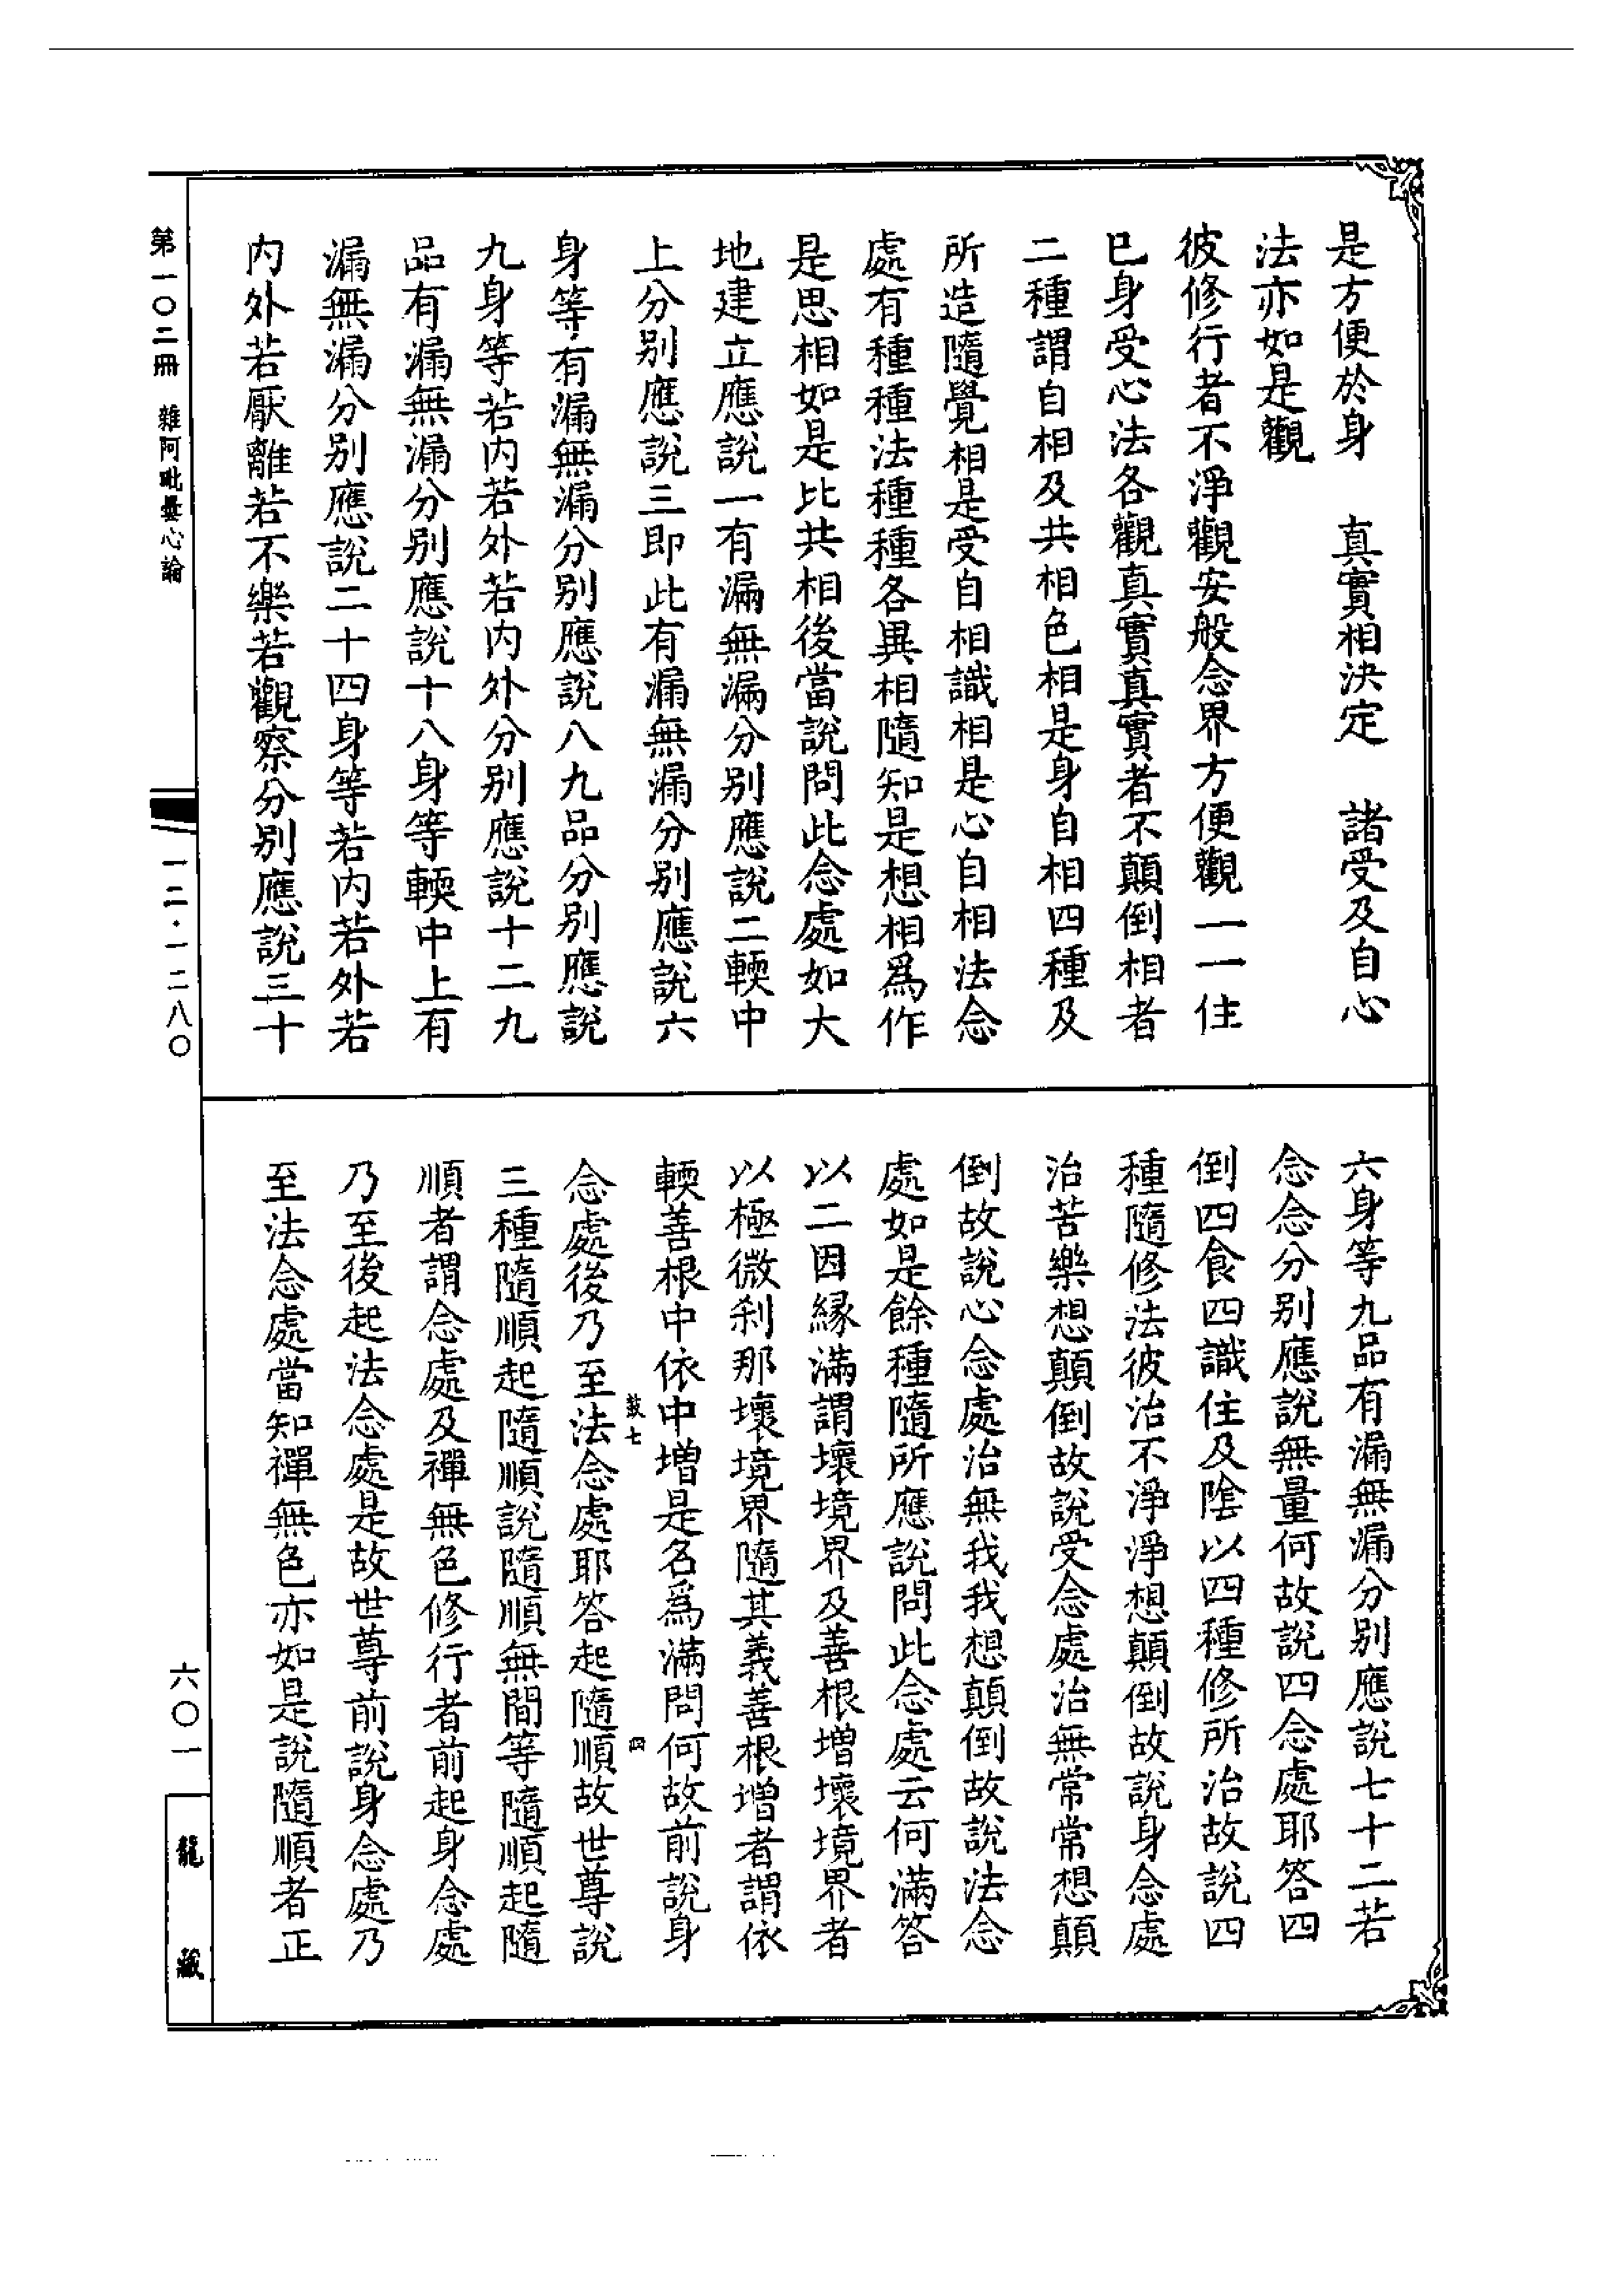 是方便於身　真實相決定　諸受及自心
法亦如是觀
彼修行者不淨觀安般念界方便觀一一住
已身受心法各觀真實真實者不顛倒相者
二種謂自相及共相色相是身自相四種及
所造隨覺相是受自相識相是心自相法念
處有種種法種種各異相隨知是想相爲作
是思相如是比共相後當說問此念處如大
地建立應說一有漏無漏分別應說二輭中
上分別應說三即此有漏無漏分別應說六
身等有漏無漏分別應說八九品分別應說
九身等若內若外若內外分別應說十二九
品有漏無漏分別應說十八身等輭中上有
漏無漏分別應說二十四身等若內若外若
內外若厭離若不樂若觀察分別應說三十
六身等九品有漏無漏分別應說七十二若
念念分別應說無量何故說四念處耶答四
倒四食四識住及陰以四種修所治故說四
種隨修法彼治不淨淨想顛倒故說身念處
治苦樂想顛倒故說受念處治無常常想顛
倒故說心念處治無我我想顛倒故說法念
處如是餘種隨所應說問此念處云何滿答
以二因緣滿謂壞境界及善根增壞境界者
以極微刹那壞境界隨其義善根增者謂依
輭善根中依中增是名爲滿問何故前說身
鼓七　四
念處後乃至法念處耶答起隨順故世尊說
三種隨順起隨順說隨順無間等隨順起隨
順者謂念處及禪無色修行者前起身念處
乃至後起法念處是故世尊前說身念處乃
至法念處當知禪無色亦如是說隨順者正
第一〇二冊　雜阿毗曇心論
一二·一二八〇
六〇一
龍藏